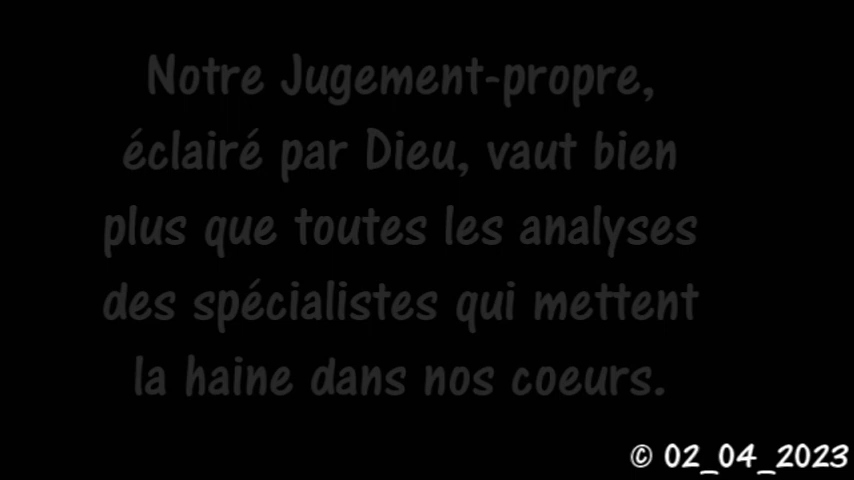 Notre Jugement-propre,
éclairé par Dieu, vaut bien
plus que toutes les analyses
des spécialistes qui mettent
la haine dans nos coeurs.
© 02_04_2023